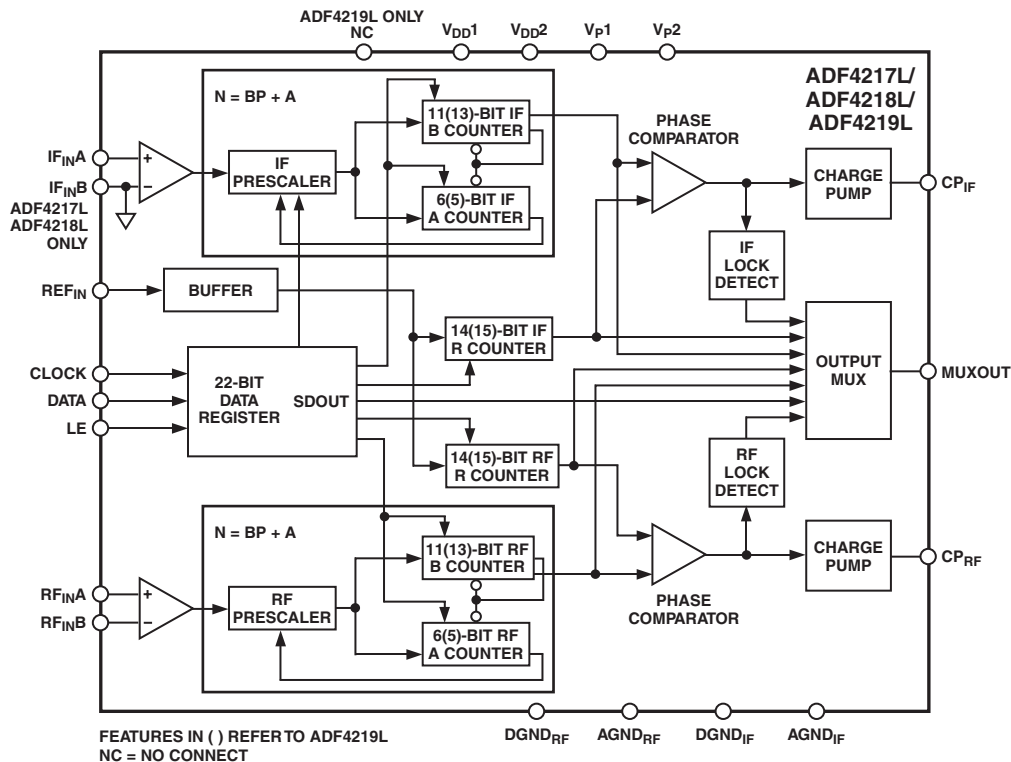 ADF4219L ONLY
NC
VDD1
VDD2
VP1
VP2
ADF4217L/
ADF4218L/
ADF4219L
N = BP + A
11(13)-BIT IF
B COUNTER
PHASE
COMPARATOR
IFINA
+
IF
PRESCALER
CHARGE
PUMP
CPIF
IFINB
−
ADF4217L
ADF4218L
ONLY
6(5)-BIT IF
A COUNTER
IF
LOCK
DETECT
REFIN
BUFFER
14(15)-BIT IF
R COUNTER
OUTPUT
MUX
MUXOUT
CLOCK
DATA
LE
22-BIT
DATA
REGISTER
SDOUT
14(15)-BIT RF
R COUNTER
RF
LOCK
DETECT
N = BP + A
11(13)-BIT RF
B COUNTER
CHARGE
PUMP
CPRF
RFINA
+
RF
PRESCALER
PHASE
COMPARATOR
RFINB
−
6(5)-BIT RF
A COUNTER
DGNDRF
AGNDRF
DGNDIF
AGNDIF
FEATURES IN ( ) REFER TO ADF4219L
NC = NO CONNECT